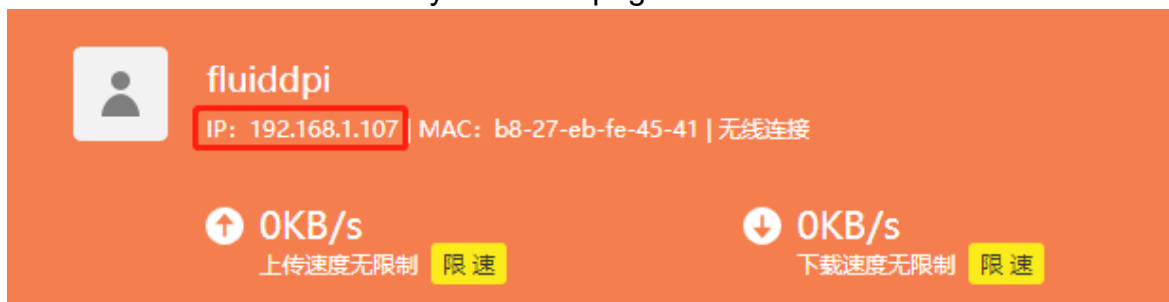 fluiddpi
IP：192.168.1.107 | MAC：b8-27-eb-fe-45-41 | 无线连接
0KB/s
上传速度无限制 限速
0KB/s
下载速度无限制 限速